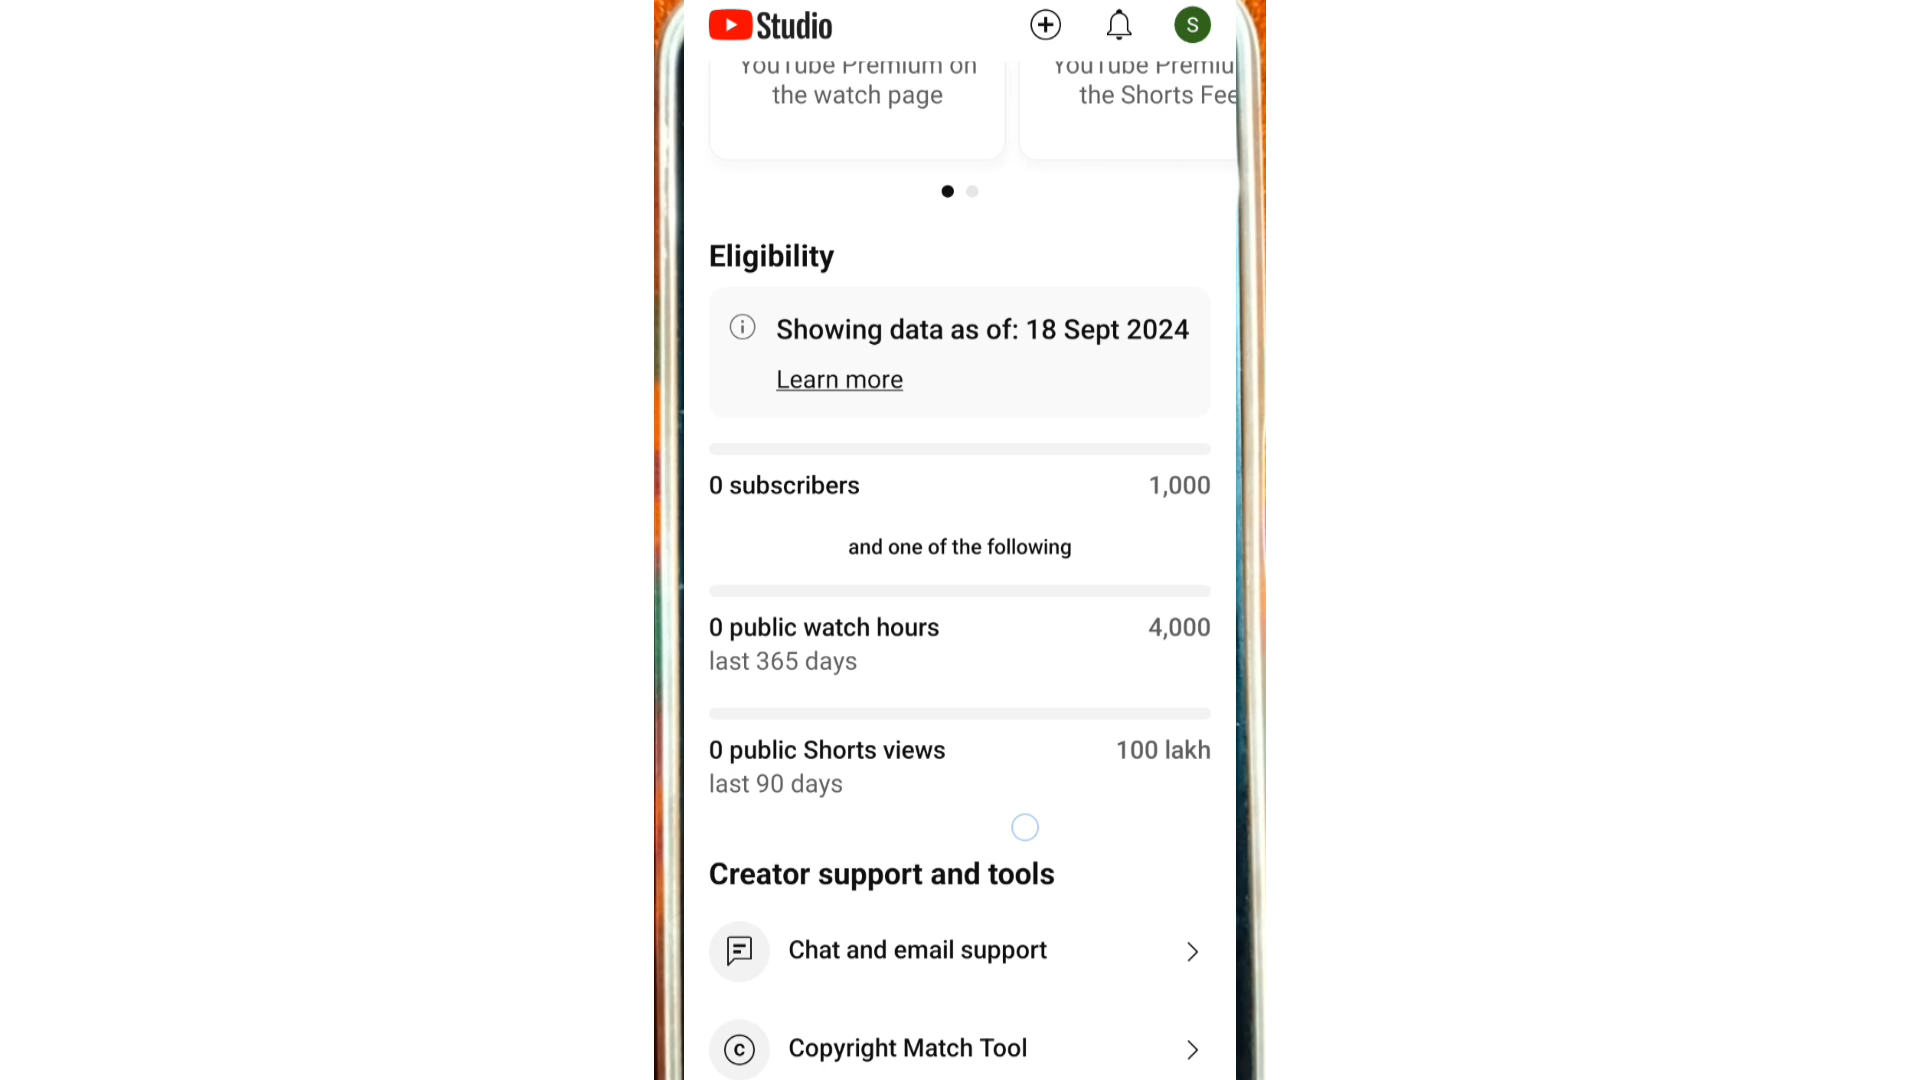 Studio
S
YouTube Premium on
the watch page
YouTube Premiu
the Shorts Fee
Eligibility
Showing data as of: 18 Sept 2024
Learn more
0 subscribers 1,000
and one of the following
0 public watch hours 4,000
last 365 days
0 public Shorts views 100 lakh
last 90 days
Creator support and tools
Chat and email support
Copyright Match Tool